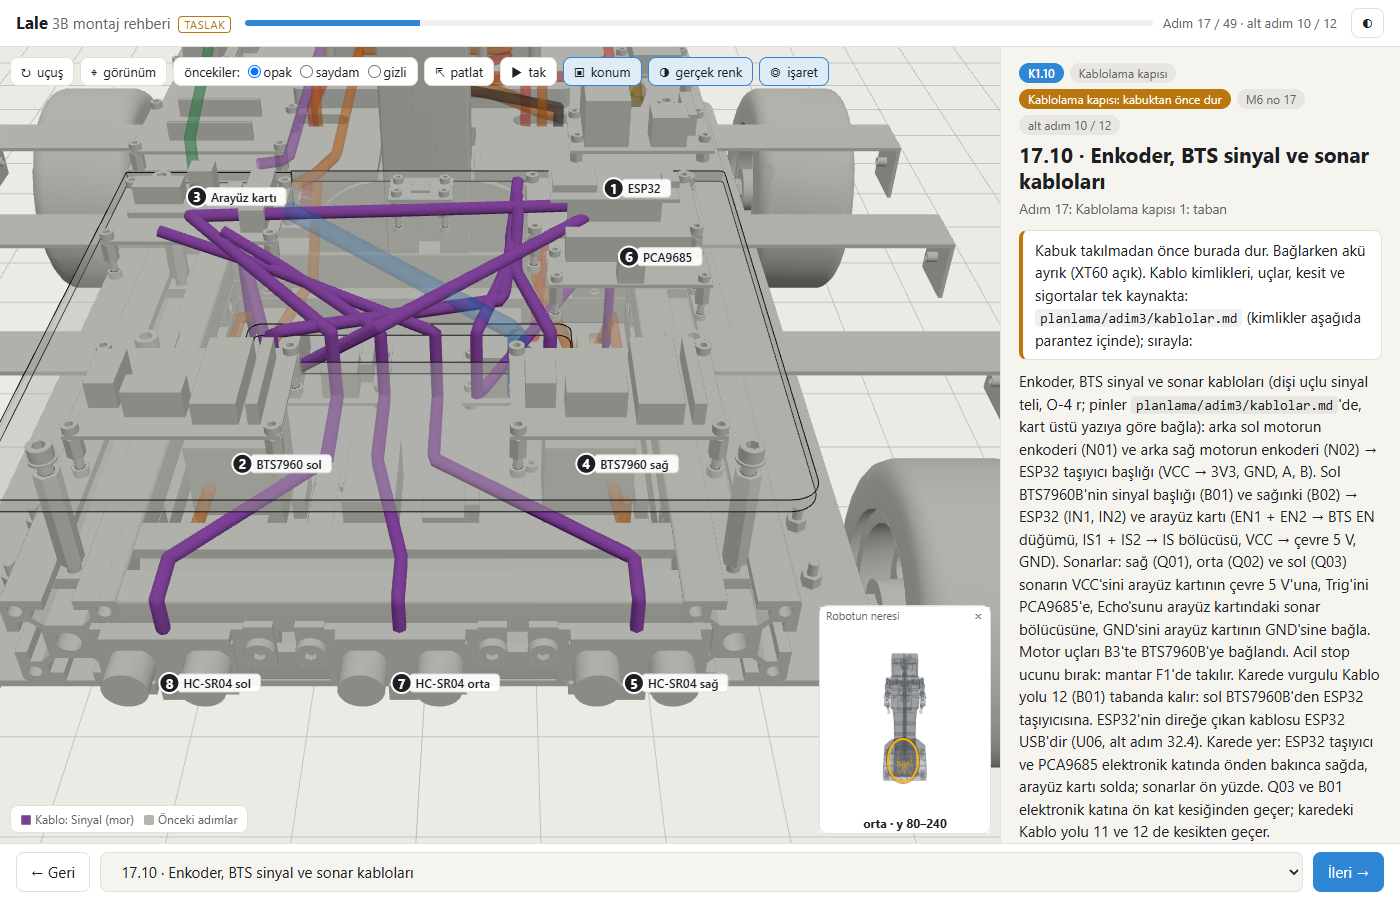 Lale 3B montaj rehberi TASLAK
Adım 17 / 49 · alt adım 10 / 12
↻ uçuş
⌖ görünüm
öncekiler: opak saydam gizli
⇱ patlat
▶ tak
▣ konum
◑ gerçek renk
◎ işaret
3 Arayüz kartı
1 ESP32
6 PCA9685
2 BTS7960 sol
4 BTS7960 sağ
8 HC-SR04 sol
7 HC-SR04 orta
5 HC-SR04 sağ
Robotun neresi ×
orta · y 80–240
Kablo: Sinyal (mor) Önceki adımlar
K1.10 Kablolama kapısı
Kablolama kapısı: kabuktan önce dur M6 no 17
alt adım 10 / 12
17.10 · Enkoder, BTS sinyal ve sonar
kabloları
Adım 17: Kablolama kapısı 1: taban
Kabuk takılmadan önce burada dur. Bağlarken akü
ayrık (XT60 açık). Kablo kimlikleri, uçlar, kesit ve
sigortalar tek kaynakta:
planlama/adim3/kablolar.md (kimlikler aşağıda
parantez içinde); sırayla:
Enkoder, BTS sinyal ve sonar kabloları (dişi uçlu sinyal
teli, O-4 r; pinler planlama/adim3/kablolar.md'de,
kart üstü yazıya göre bağla): arka sol motorun
enkoderi (N01) ve arka sağ motorun enkoderi (N02) →
ESP32 taşıyıcı başlığı (VCC → 3V3, GND, A, B). Sol
BTS7960B'nin sinyal başlığı (B01) ve sağınki (B02) →
ESP32 (IN1, IN2) ve arayüz kartı (EN1 + EN2 → BTS EN
düğümü, IS1 + IS2 → IS bölücüsü, VCC → çevre 5 V,
GND). Sonarlar: sağ (Q01), orta (Q02) ve sol (Q03)
sonarın VCC'sini arayüz kartının çevre 5 V'una, Trig'ini
PCA9685'e, Echo'sunu arayüz kartındaki sonar
bölücüsüne, GND'sini arayüz kartının GND'sine bağla.
Motor uçları B3'te BTS7960B'ye bağlandı. Acil stop
ucunu bırak: mantar F1'de takılır. Karede vurgulu Kablo
yolu 12 (B01) tabanda kalır: sol BTS7960B'den ESP32
taşıyıcısına. ESP32'nin direğe çıkan kablosu ESP32
USB'dir (U06, alt adım 32.4). Karede yer: ESP32 taşıyıcı
ve PCA9685 elektronik katında önden bakınca sağda,
arayüz kartı solda; sonarlar ön yüzde. Q03 ve B01
elektronik katına ön kat kesiğinden geçer; karedeki
Kablo yolu 11 ve 12 de kesikten geçer.
← Geri
17.10 · Enkoder, BTS sinyal ve sonar kabloları
İleri →